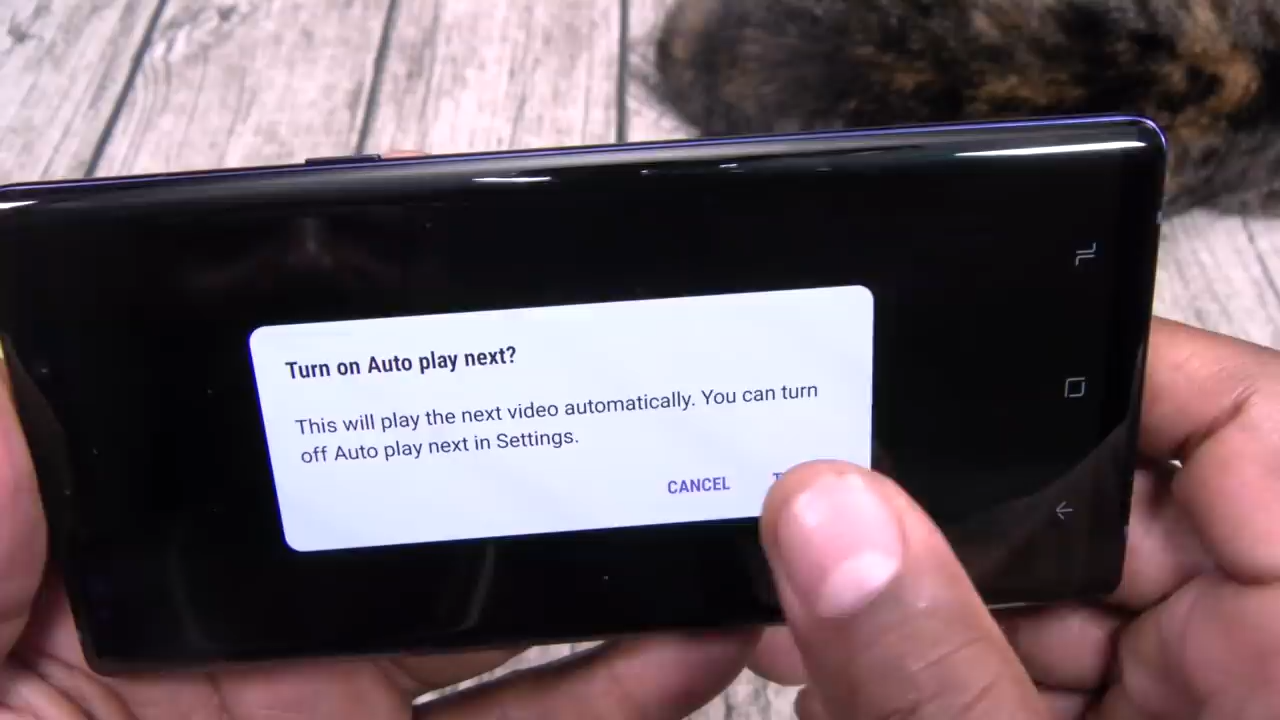 Turn on Auto play next?
This will play the next video automatically. You can turn
off Auto play next in Settings.
CANCEL